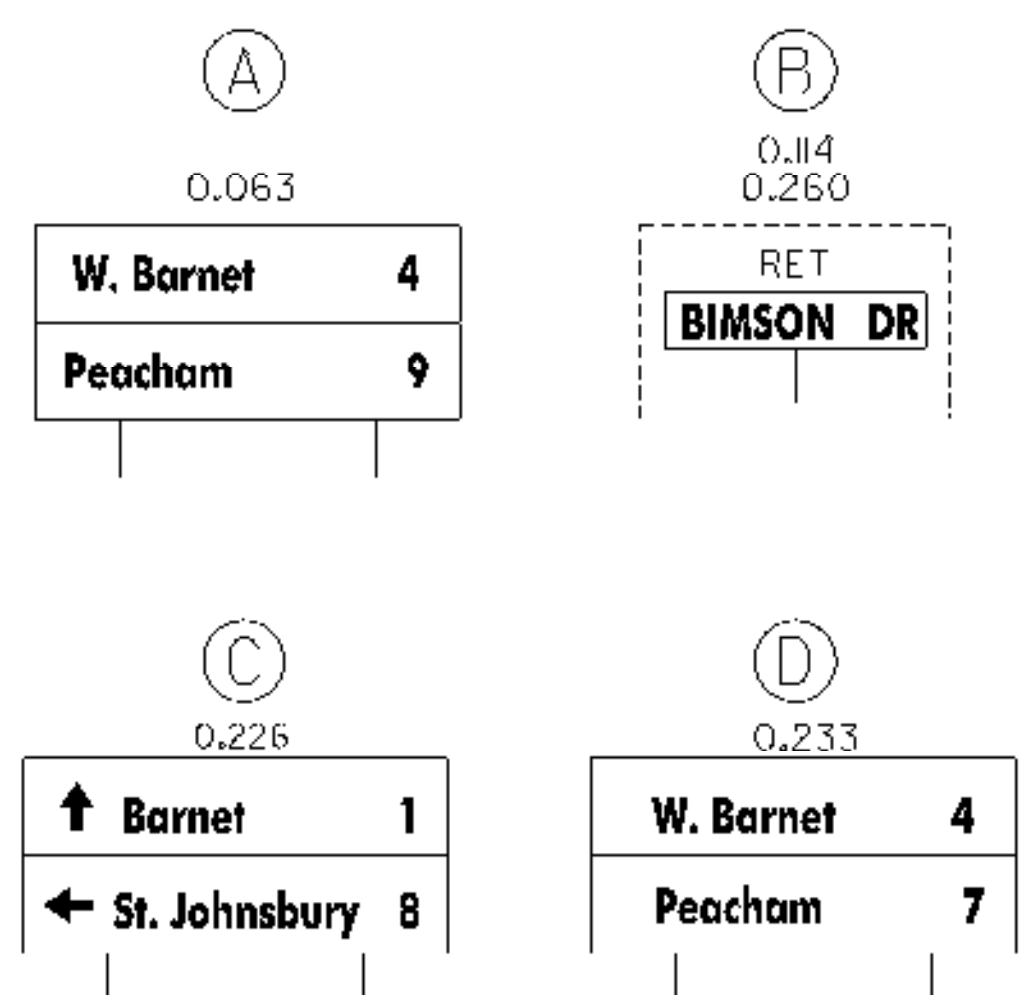 A
0.063
W. Barnet 4
Peacham 9
B
0.114
0.260
RET
BIMSON DR
C
0.226
Barnet 1
St. Johnsbury 8
D
0.233
W. Barnet 4
Peacham 7